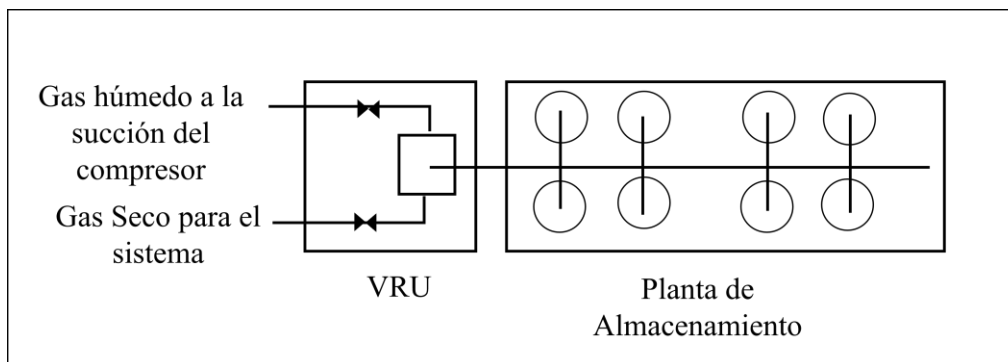 Gas húmedo a la
succión del
compresor
Gas Seco para el
sistema
VRU
Planta de
Almacenamiento